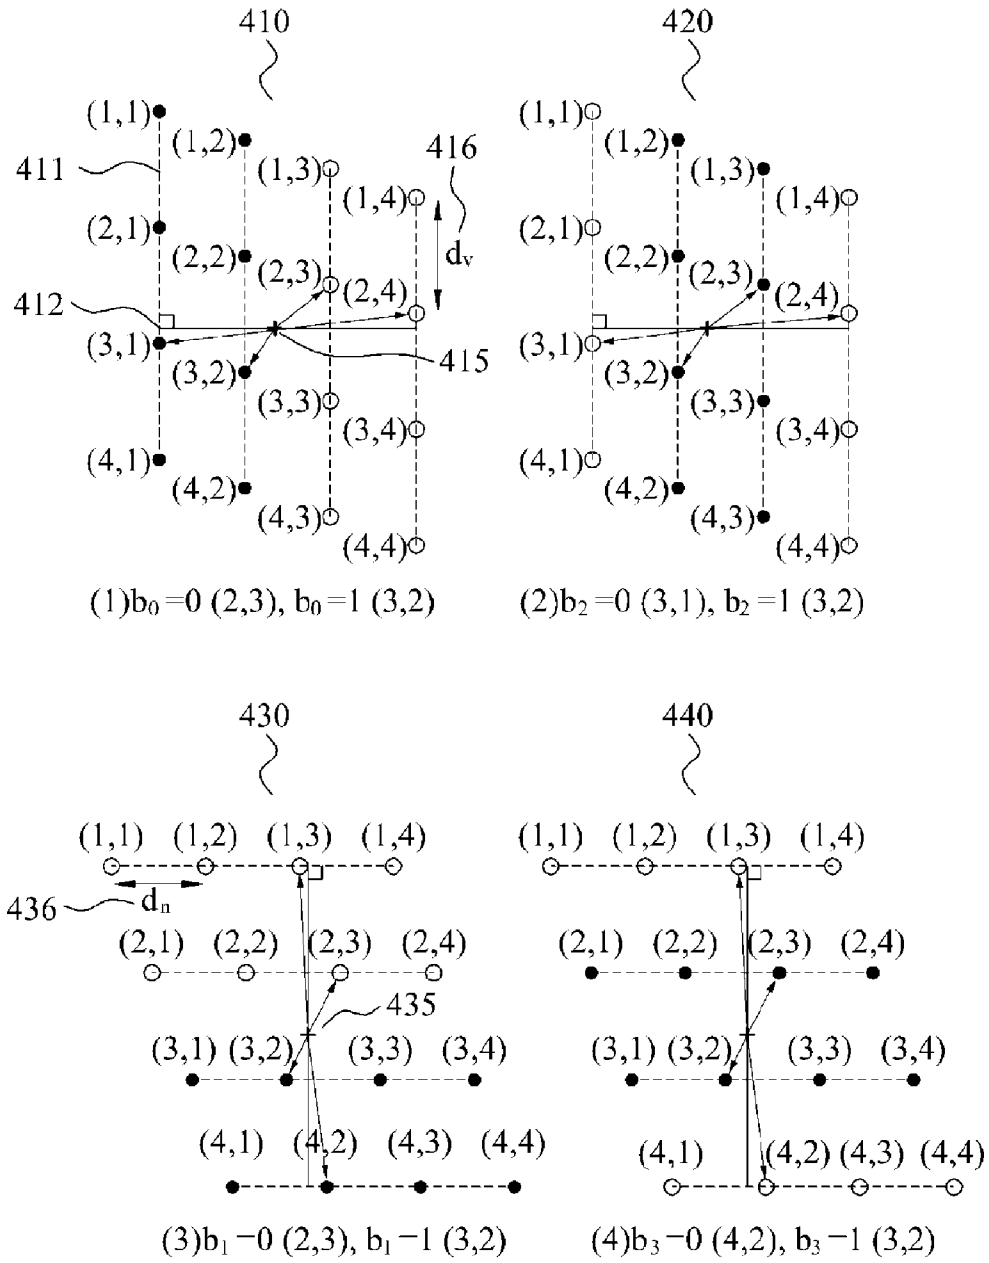 410 420
(1,1) (1,1)
(1,2) 416 (1,2)
411 (1,3) (1,3)
(1,4) (1,4)
(2,1) (2,1)
(2,2) (2,3) dv (2,2) (2,3)
412 (2,4) (2,4)
(3,1) 415 (3,1)
(3,2) (3,2)
(3,3) (3,3)
(3,4) (3,4)
(4,1) (4,1)
(4,2) (4,2)
(4,3) (4,3)
(4,4) (4,4)
(1)b0=0 (2,3), b0=1 (3,2) (2)b2=0 (3,1), b2=1 (3,2)
430 440
(1,1) (1,2) (1,3) (1,4) (1,1) (1,2) (1,3) (1,4)
436 dn
(2,1) (2,2) (2,3) (2,4) (2,1) (2,2) (2,3) (2,4)
435
(3,1) (3,2) (3,3) (3,4) (3,1) (3,2) (3,3) (3,4)
(4,1) (4,2) (4,3) (4,4) (4,1) (4,2) (4,3) (4,4)
(3)b1=0 (2,3), b1=1 (3,2) (4)b3=0 (4,2), b3=1 (3,2)